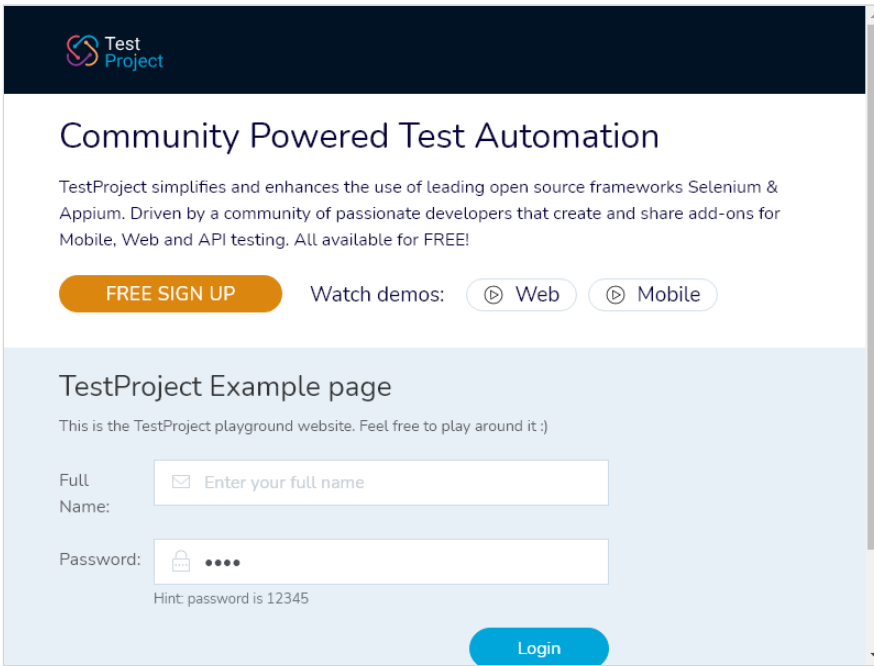 Test
Project
Community Powered Test Automation
TestProject simplifies and enhances the use of leading open source frameworks Selenium &
Appium. Driven by a community of passionate developers that create and share add-ons for
Mobile, Web and API testing. All available for FREE!
FREE SIGN UP Watch demos: Web Mobile
TestProject Example page
This is the TestProject playground website. Feel free to play around it :)
Full Enter your full name
Name:
Password: ••••
Hint: password is 12345
Login